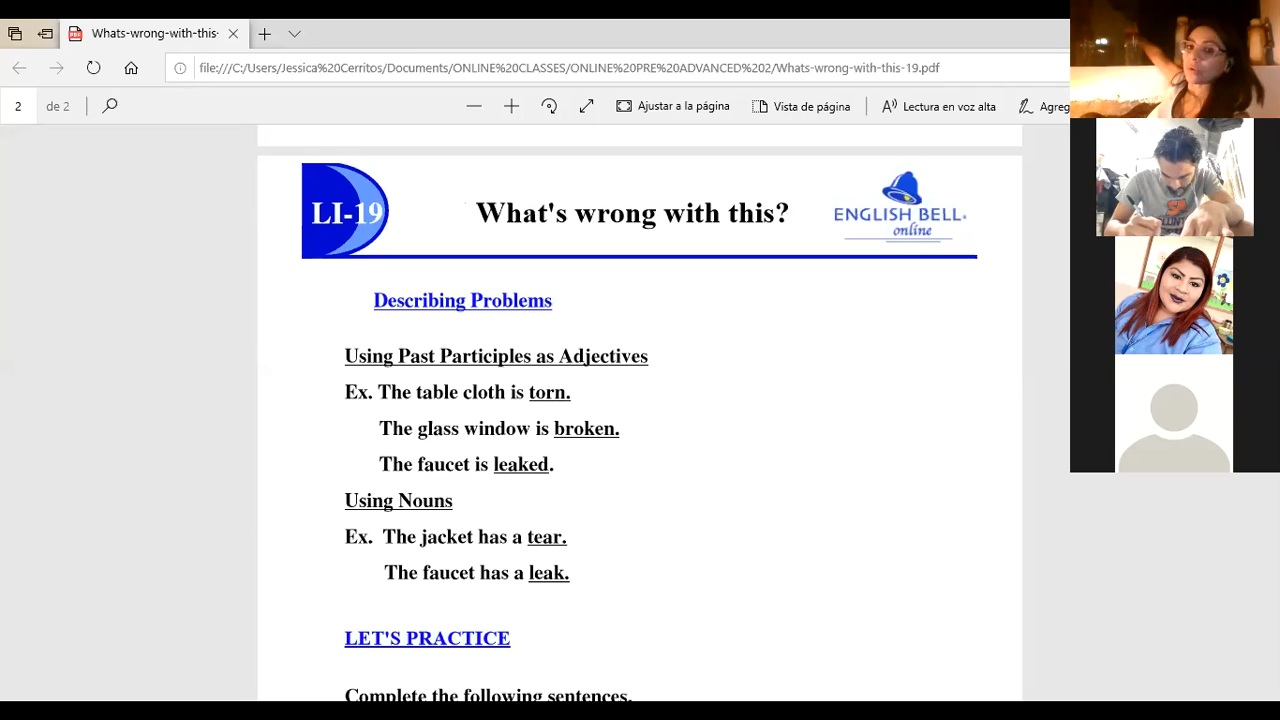 Whats-wrong-with-this-
file:///C:/Users/Jessica%20Cerritos/Documents/ONLINE%20CLASSES/ONLINE%20PRE%20ADVANCED%202/Whats-wrong-with-this-19.pdf
2 de 2
Ajustar a la página
Vista de página
Lectura en voz alta
Agreg
LI-19
What's wrong with this?
ENGLISH BELL
online
Describing Problems
Using Past Participles as Adjectives
Ex. The table cloth is torn.
The glass window is broken.
The faucet is leaked.
Using Nouns
Ex. The jacket has a tear.
The faucet has a leak.
LET'S PRACTICE
Complete the following sentences.